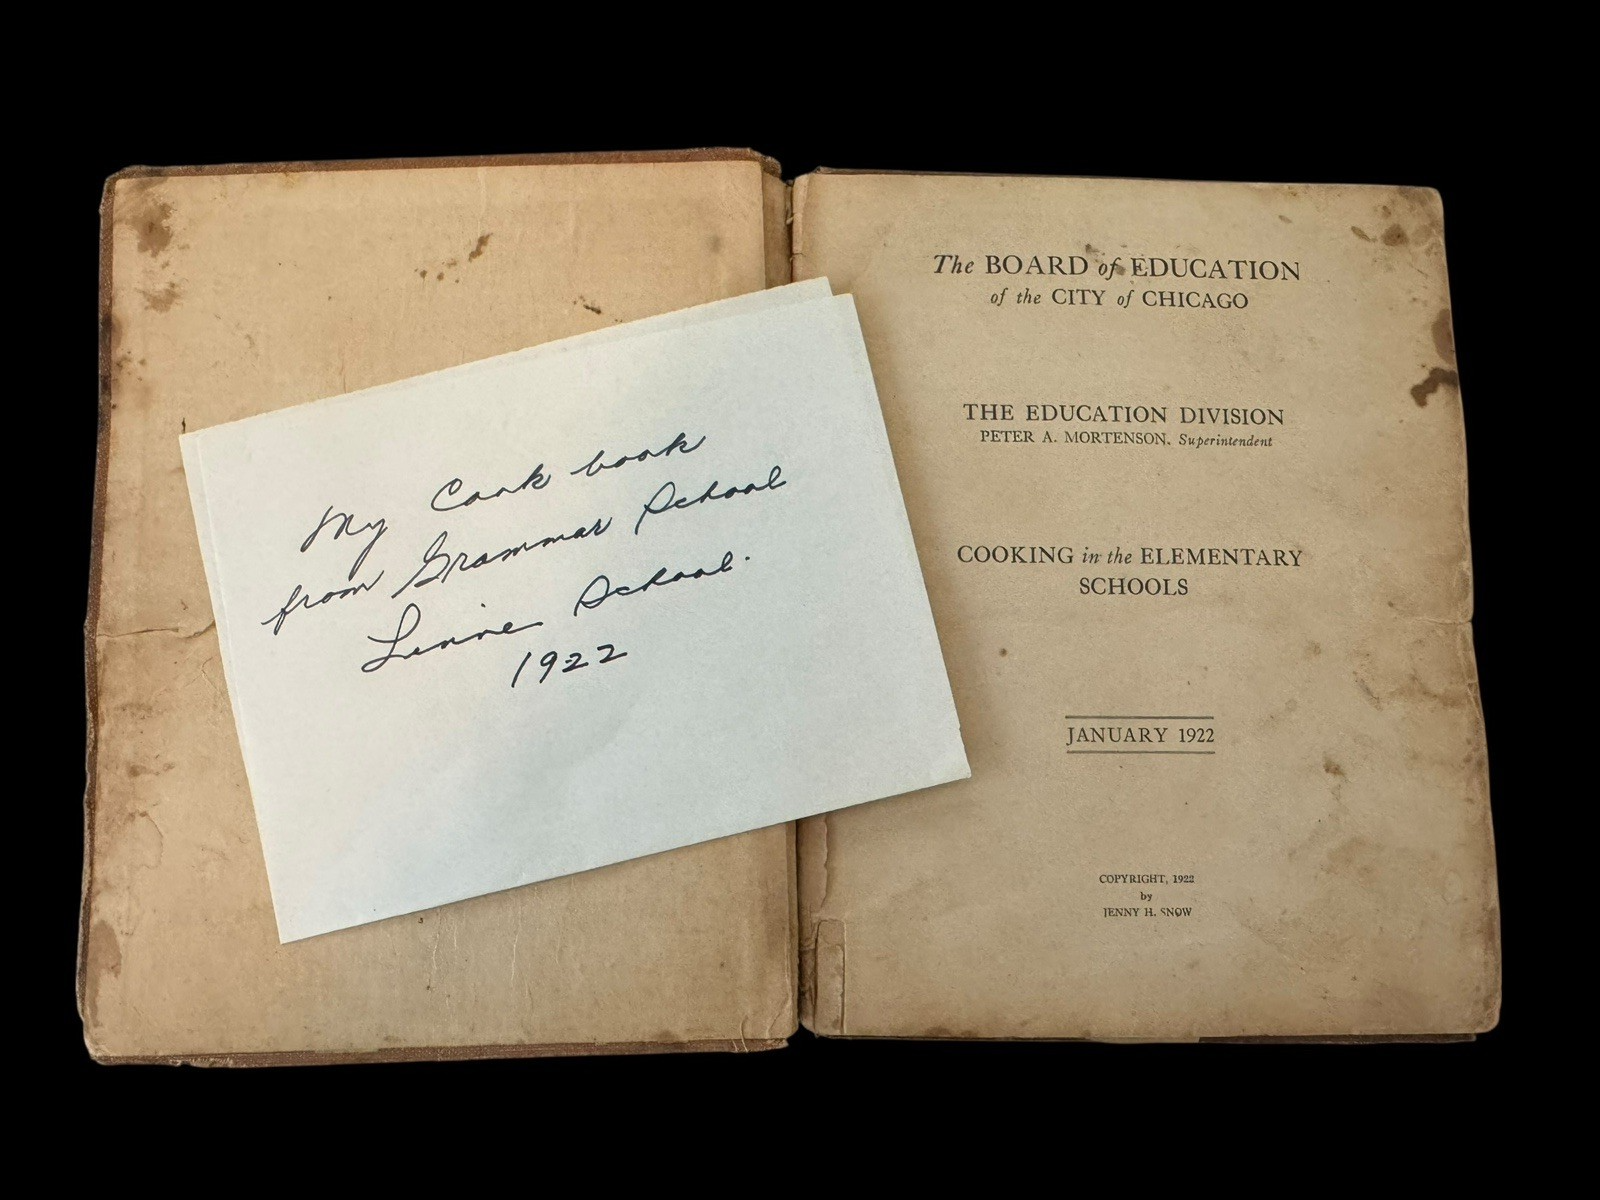 My Cook book
from Grammar School
Linne School.
1922
The BOARD of EDUCATION
of the CITY of CHICAGO
THE EDUCATION DIVISION
PETER A. MORTENSON, Superintendent
COOKING in the ELEMENTARY
SCHOOLS
JANUARY 1922
COPYRIGHT, 1922
by
JENNY H. SNOW